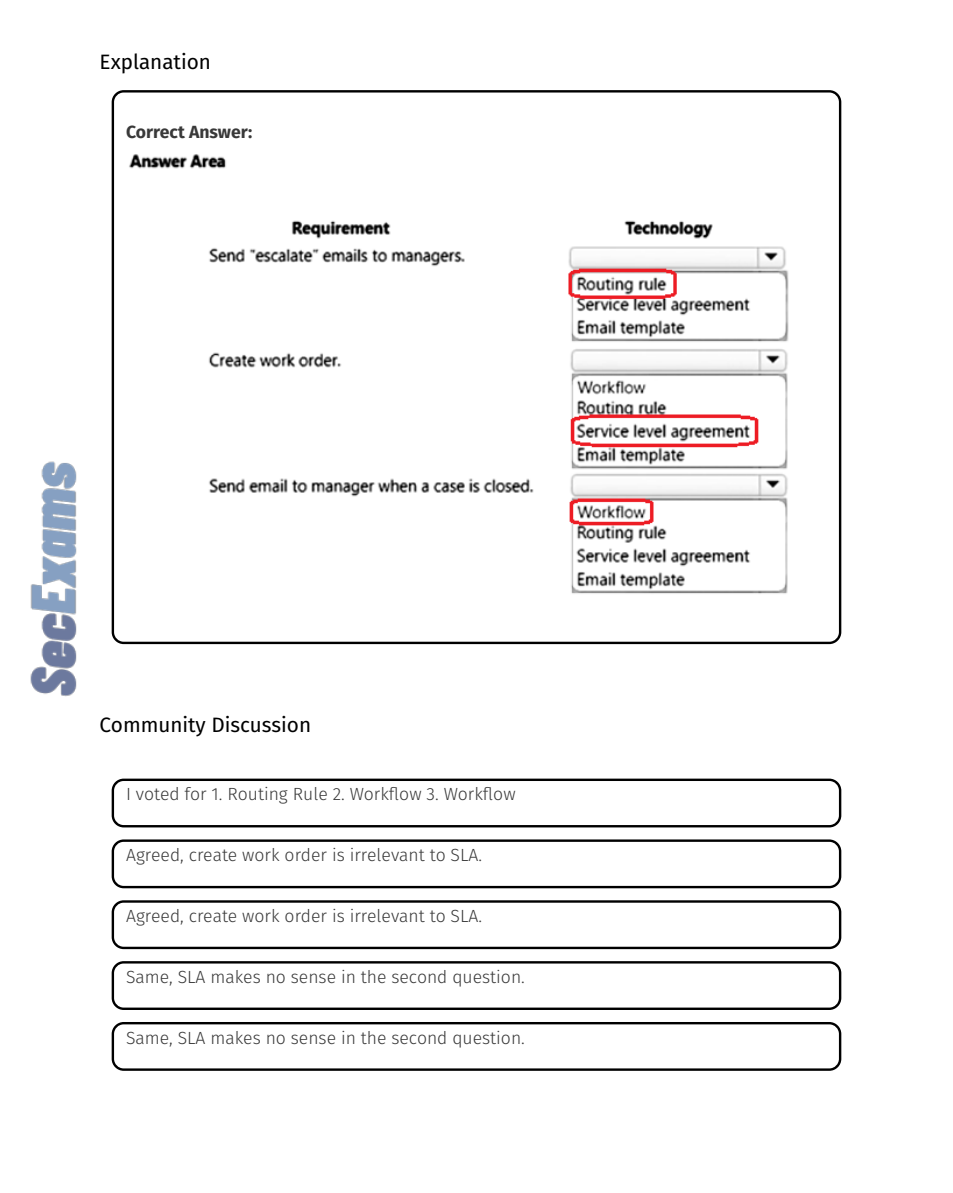 Explanation
Correct Answer:
Answer Area
Requirement Technology
Send "escalate" emails to managers.
Routing rule
Service level agreement
Email template
Create work order.
Workflow
Routing rule
Service level agreement
Email template
Send email to manager when a case is closed.
Workflow
Routing rule
Service level agreement
Email template
SecExams
Community Discussion
I voted for 1. Routing Rule 2. Workflow 3. Workflow
Agreed, create work order is irrelevant to SLA.
Agreed, create work order is irrelevant to SLA.
Same, SLA makes no sense in the second question.
Same, SLA makes no sense in the second question.